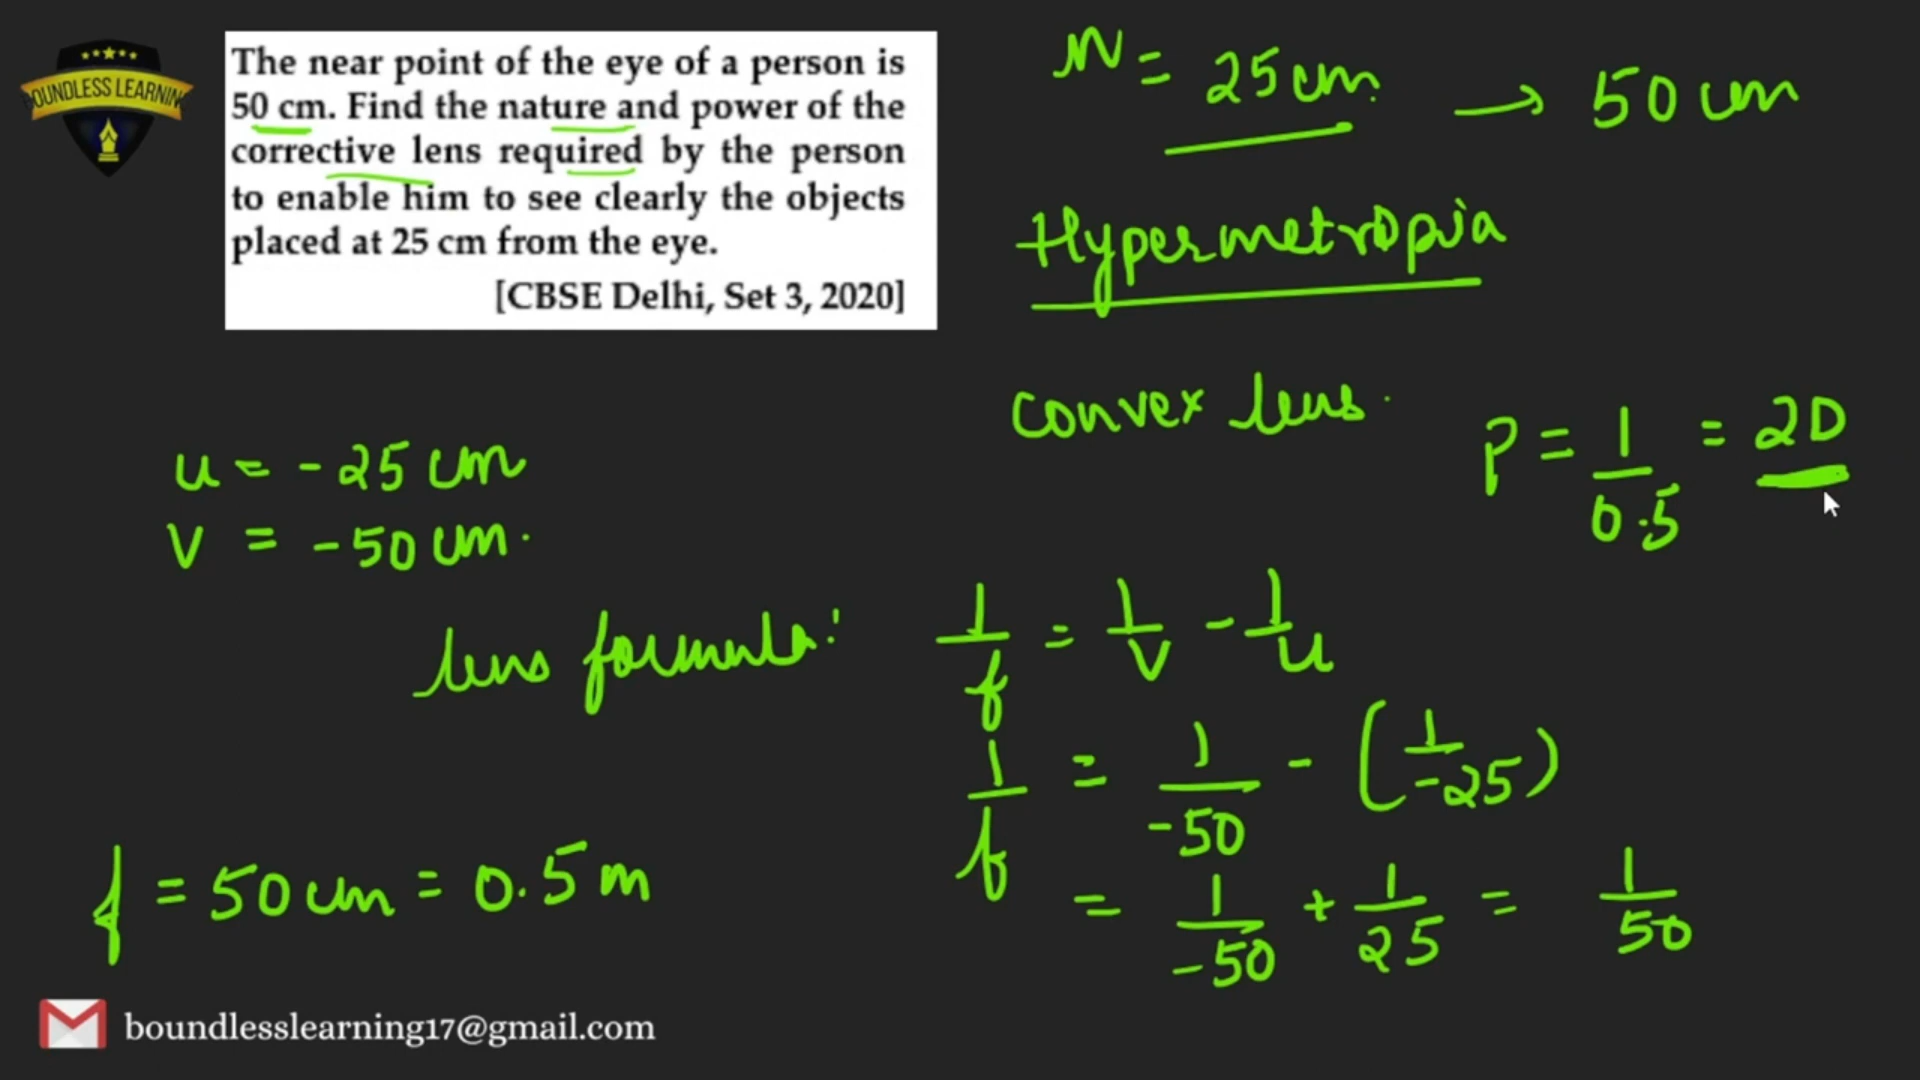 BOUNDLESS LEARNING
The near point of the eye of a person is
50 cm. Find the nature and power of the
corrective lens required by the person
to enable him to see clearly the objects
placed at 25 cm from the eye.
[CBSE Delhi, Set 3, 2020]
N = 25cm. → 50 cm
Hypermetropia
convex lens.
P = 1/0.5 = 2D
u = - 25 cm
v = - 50 cm.
lens formula: 1/f = 1/v - 1/u
1/f = 1/-50 - (1/-25)
= 1/-50 + 1/25 = 1/50
f = 50 cm = 0.5 m
boundlesslearning17@gmail.com